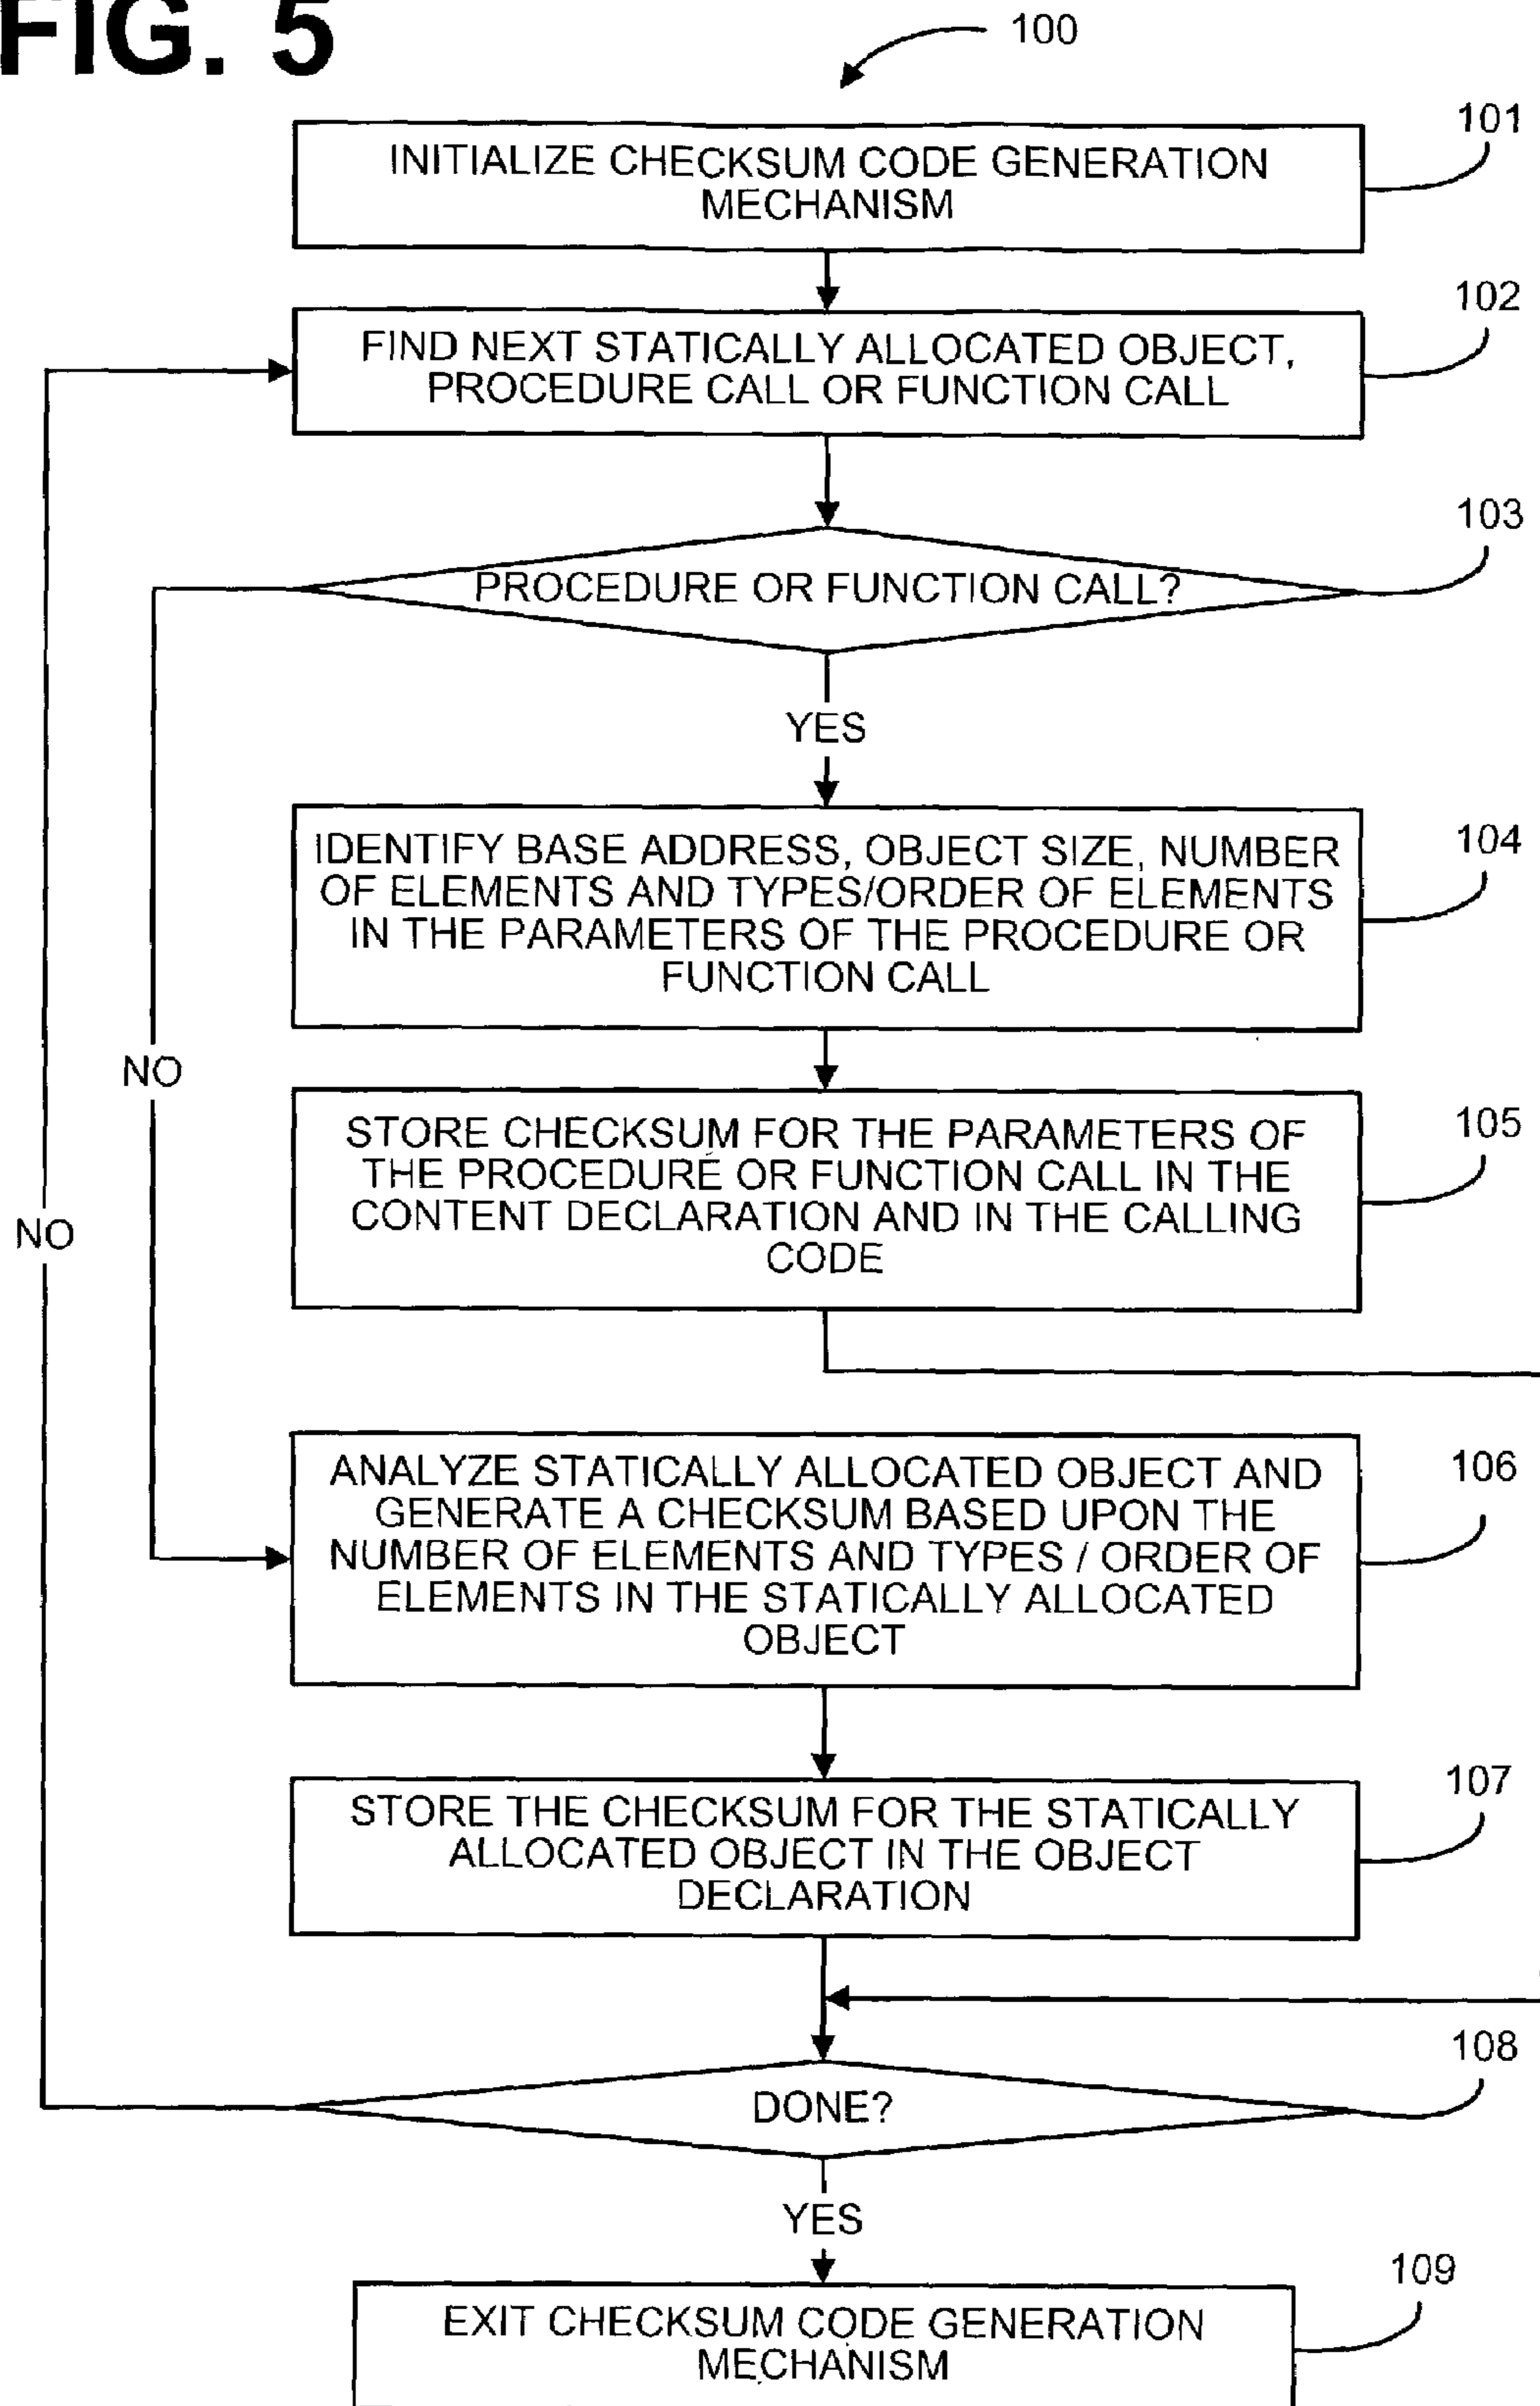 FIG. 5
100
101
INITIALIZE CHECKSUM CODE GENERATION
MECHANISM
102
FIND NEXT STATICALLY ALLOCATED OBJECT,
PROCEDURE CALL OR FUNCTION CALL
103
PROCEDURE OR FUNCTION CALL?
YES
104
IDENTIFY BASE ADDRESS, OBJECT SIZE, NUMBER
OF ELEMENTS AND TYPES/ORDER OF ELEMENTS
IN THE PARAMETERS OF THE PROCEDURE OR
FUNCTION CALL
NO
105
STORE CHECKSUM FOR THE PARAMETERS OF
THE PROCEDURE OR FUNCTION CALL IN THE
CONTENT DECLARATION AND IN THE CALLING
CODE
NO
106
ANALYZE STATICALLY ALLOCATED OBJECT AND
GENERATE A CHECKSUM BASED UPON THE
NUMBER OF ELEMENTS AND TYPES / ORDER OF
ELEMENTS IN THE STATICALLY ALLOCATED
OBJECT
107
STORE THE CHECKSUM FOR THE STATICALLY
ALLOCATED OBJECT IN THE OBJECT
DECLARATION
108
DONE?
YES
109
EXIT CHECKSUM CODE GENERATION
MECHANISM